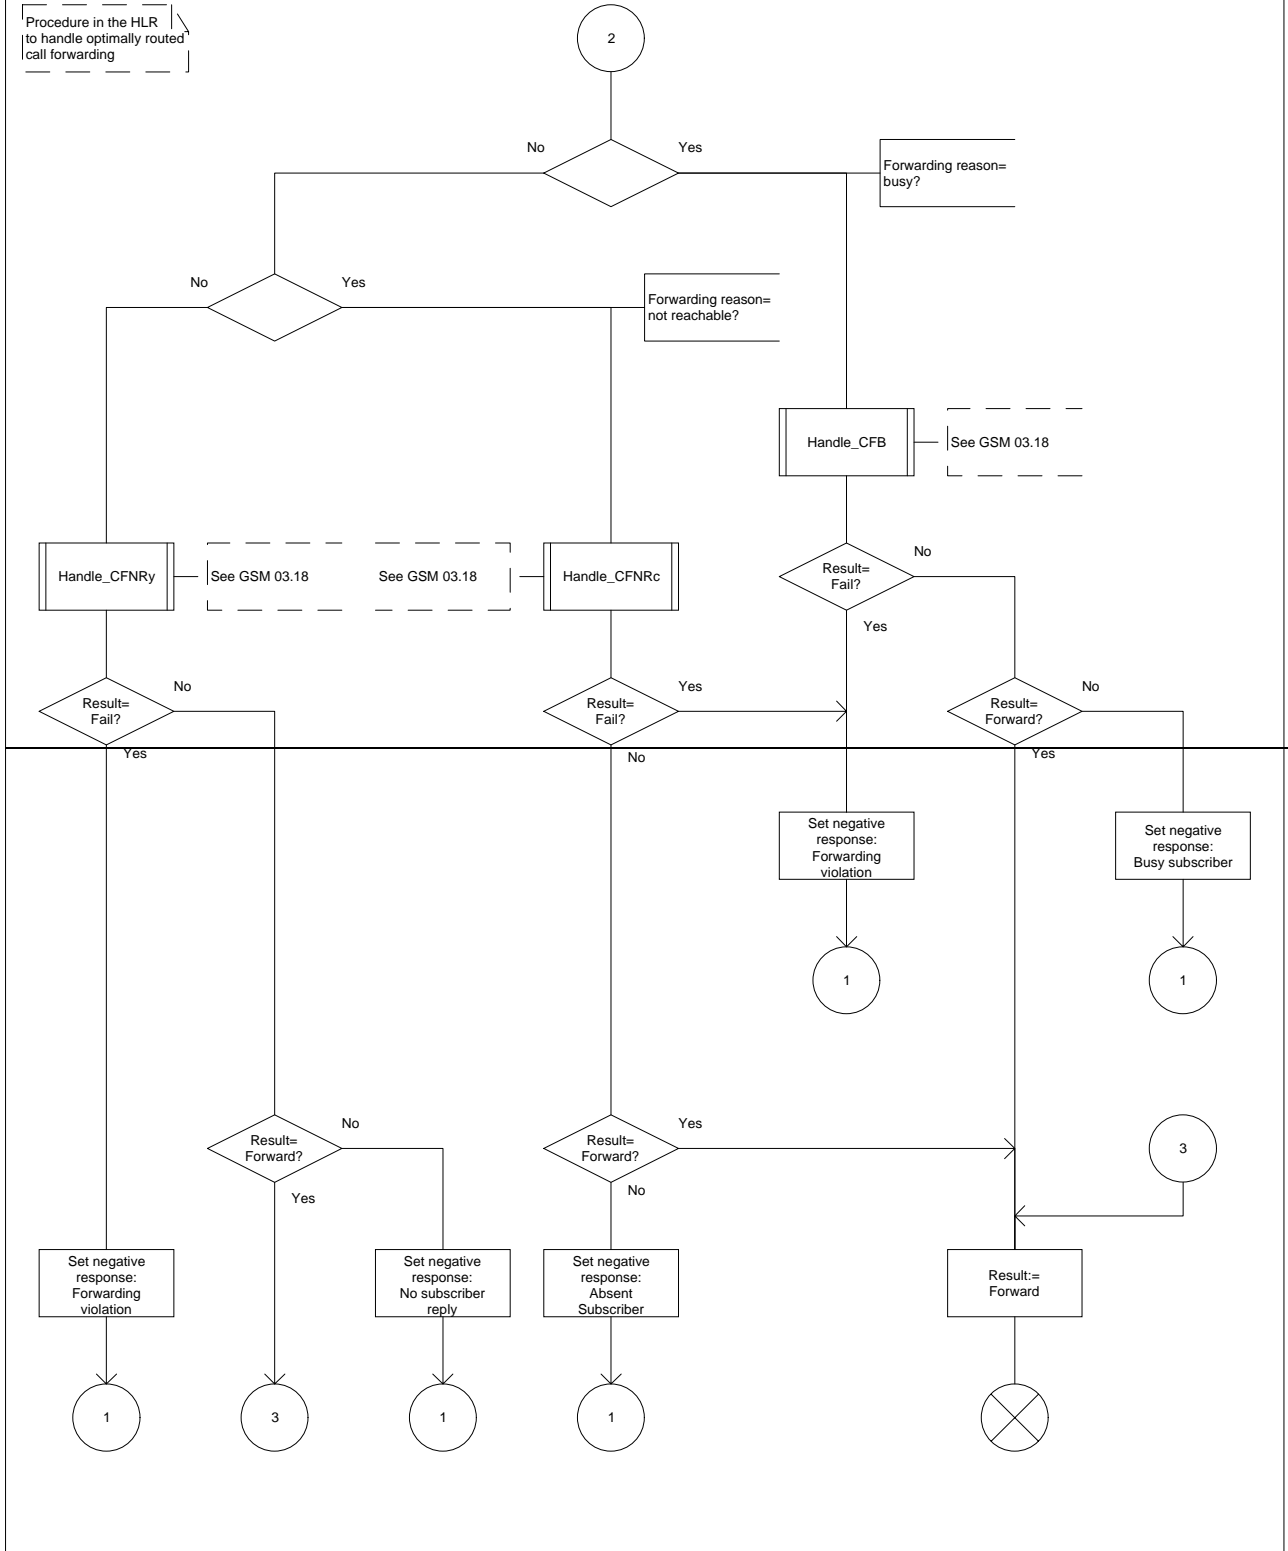 Procedure in the HLR
to handle optimally routed
call forwarding
2
No
Yes
Forwarding reason=
busy?
No
Yes
Forwarding reason=
not reachable?
Handle_CFB
See GSM 03.18
Handle_CFNRy
See GSM 03.18
See GSM 03.18
Handle_CFNRc
Result=
Fail?
No
Yes
Result=
Fail?
No
Yes
Result=
Fail?
Yes
No
Result=
Forward?
No
Yes
Set negative
response:
Forwarding
violation
Set negative
response:
Busy subscriber
1
1
Result=
Forward?
No
Yes
Result=
Forward?
Yes
No
3
Set negative
response:
Forwarding
violation
Set negative
response:
No subscriber
reply
Set negative
response:
Absent
Subscriber
Result:=
Forward
1
3
1
1